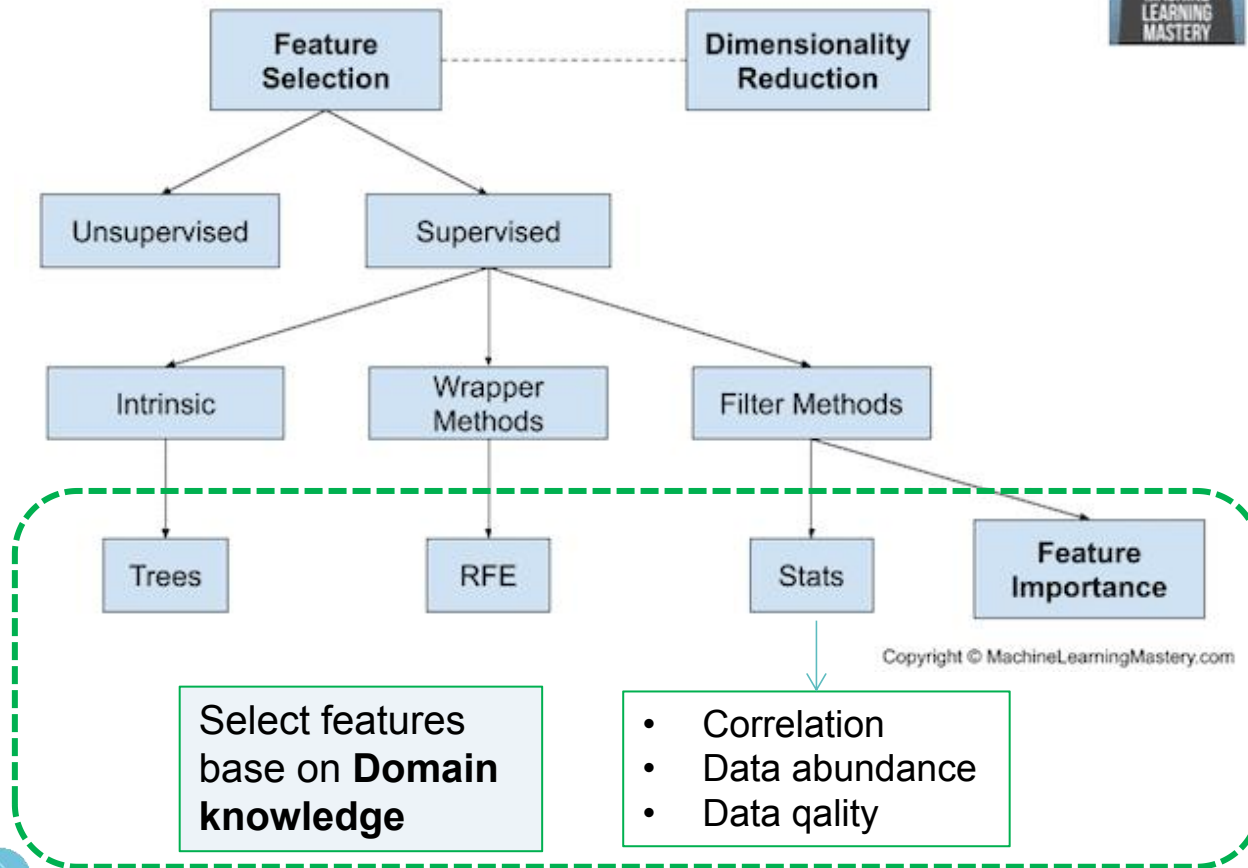 LEARNING
MASTERY
Feature
Selection
Dimensionality
Reduction
Unsupervised
Supervised
Intrinsic
Wrapper
Methods
Filter Methods
Trees
RFE
Stats
Feature
Importance
Copyright © MachineLearningMastery.com
Select features
base on Domain
knowledge
• Correlation
• Data abundance
• Data qality